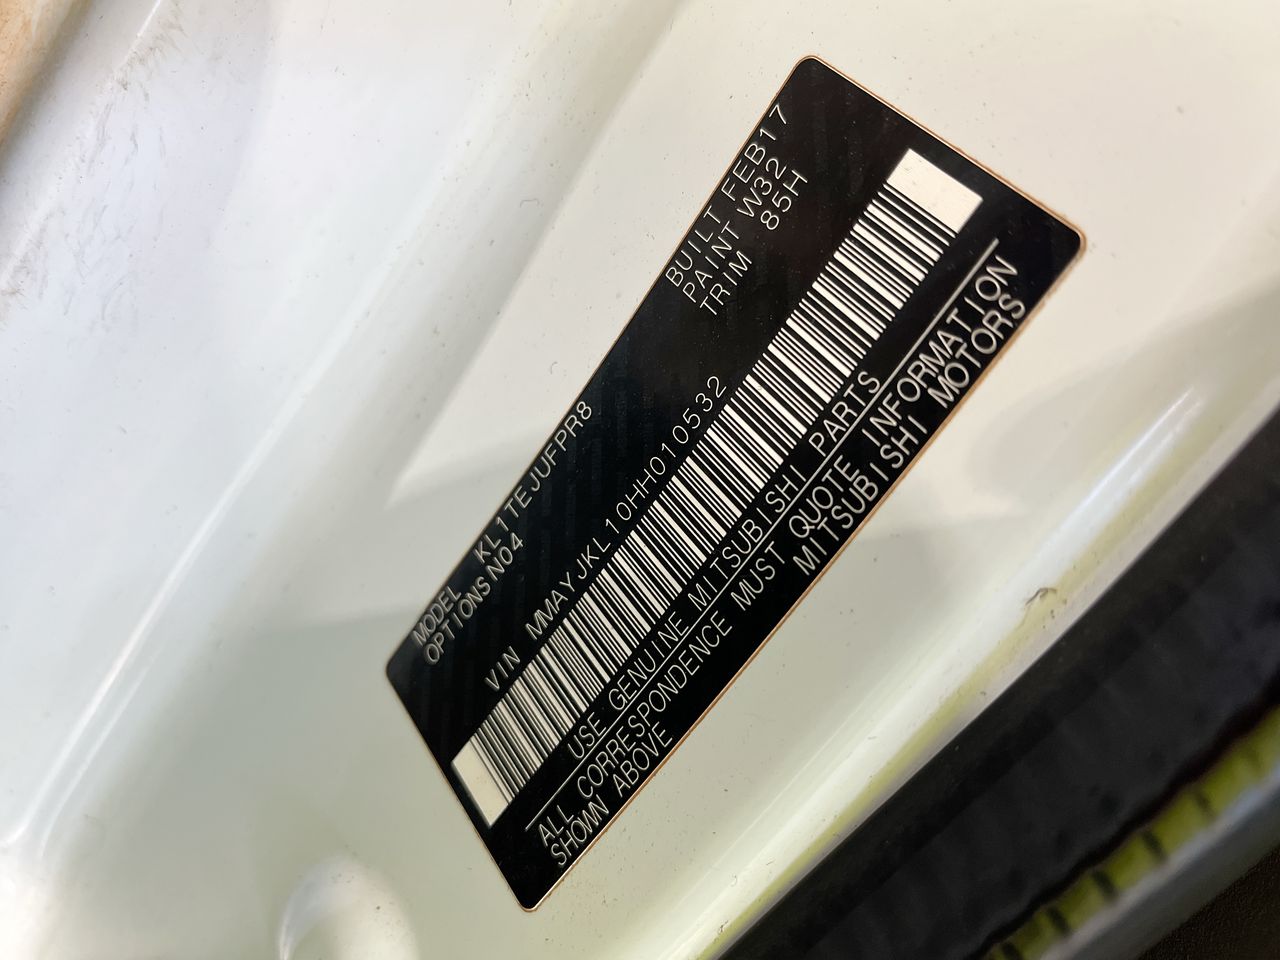 MODEL KL1TEJUFPR8
OPTIONS N04
BUILT FEB17
PAINT W32
TRIM 85H
VIN MMAYJKL10HH010532
USE GENUINE MITSUBISHI PARTS
ALL CORRESPONDENCE MUST QUOTE INFORMATION
SHOWN ABOVE MITSUBISHI MOTORS